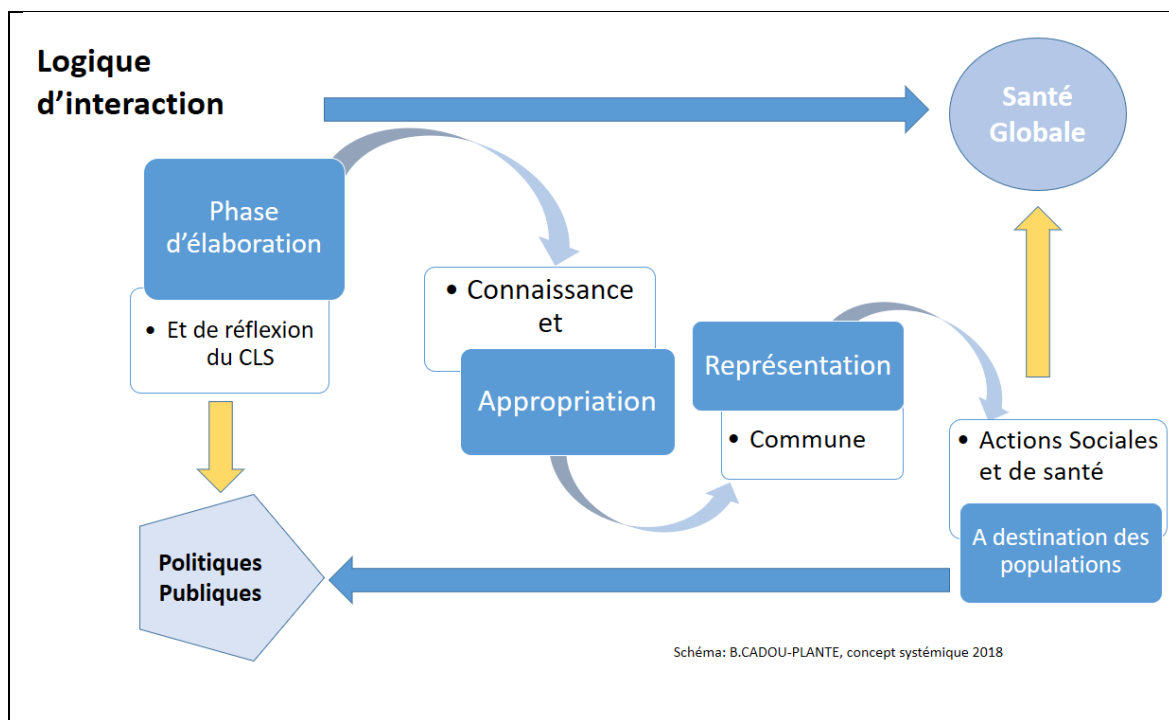 Logique
d’interaction
Santé
Globale
Phase
d’élaboration
• Et de réflexion
du CLS
• Connaissance
et
Appropriation
Représentation
• Commune
• Actions Sociales
et de santé
A destination des
populations
Politiques
Publiques
Schéma: B.CADOU-PLANTE, concept systémique 2018